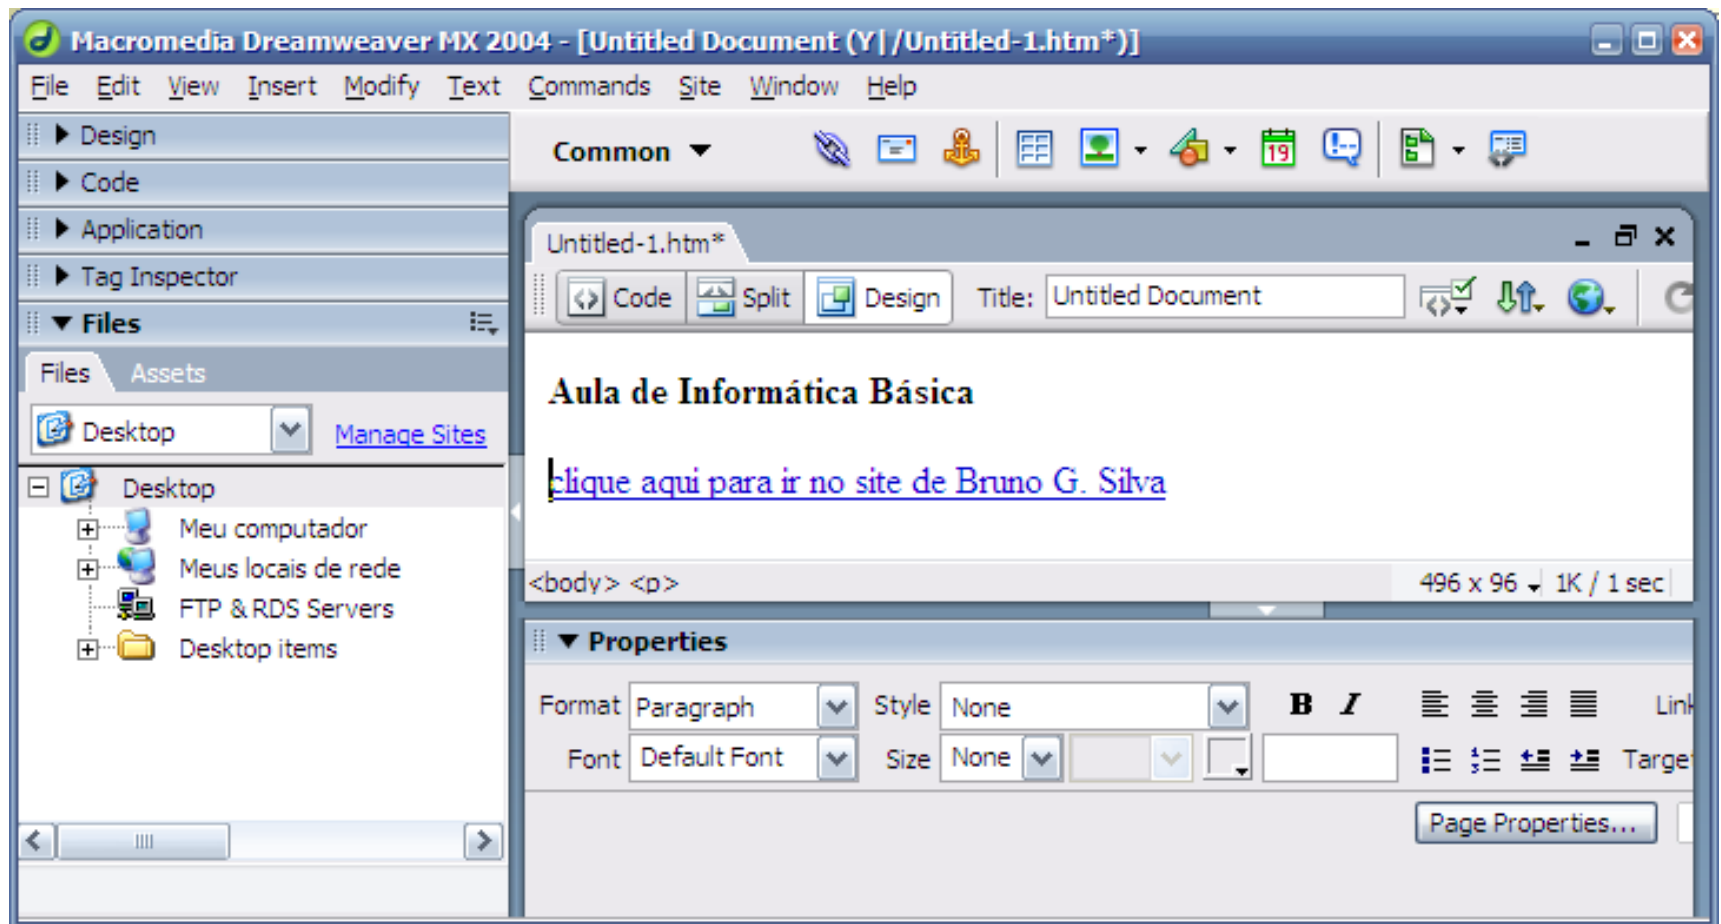 Macromedia Dreamweaver MX 2004 - [Untitled Document (Y|/Untitled-1.htm*)]
File Edit View Insert Modify Text Commands Site Window Help
Design
Code
Application
Tag Inspector
Files
Files Assets
Desktop Manage Sites
Desktop
Meu computador
Meus locais de rede
FTP & RDS Servers
Desktop items
Common 19
Untitled-1.htm*
Code Split Design Title: Untitled Document
Aula de Informática Básica
clique aqui para ir no site de Bruno G. Silva
<body> <p> 496 x 96 1K / 1 sec
Properties
Format Paragraph Style None B I
Font Default Font Size None
Page Properties...